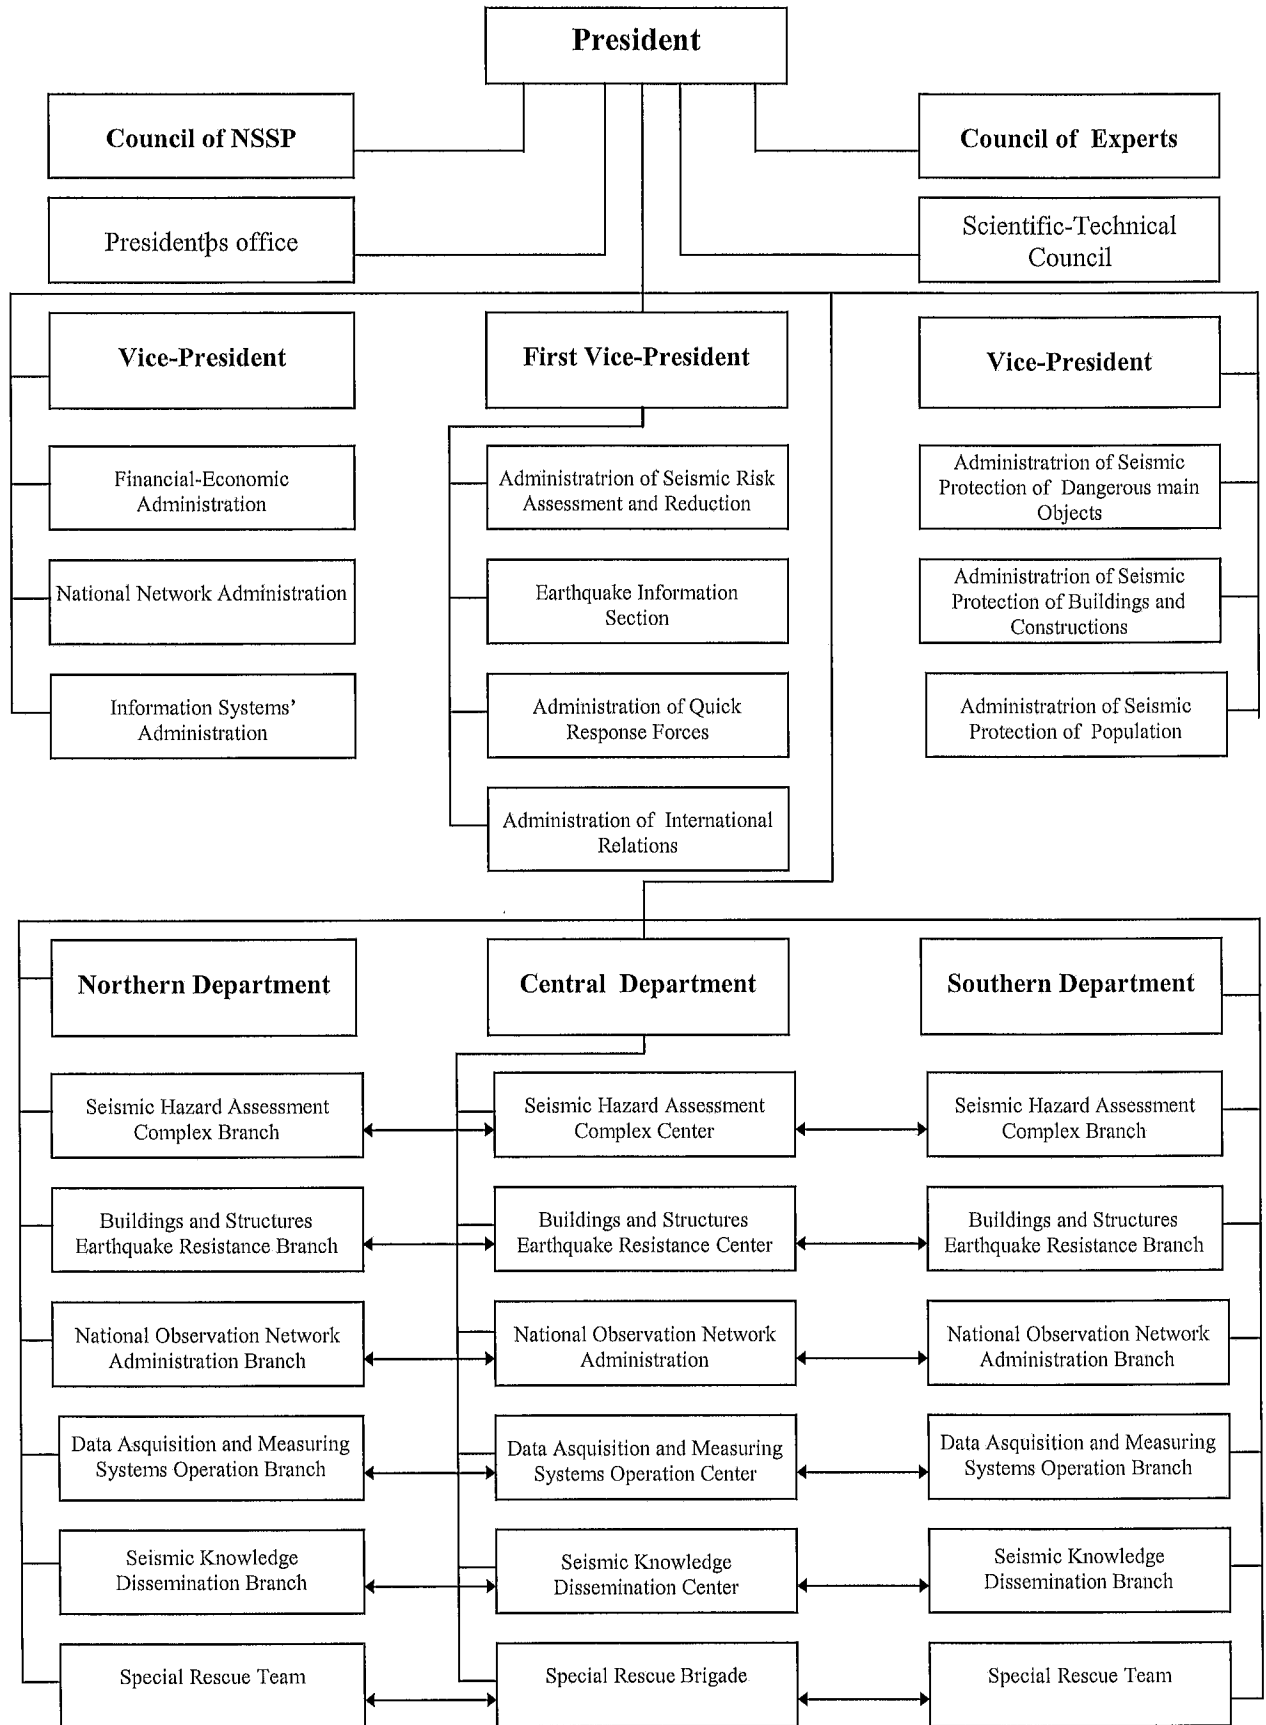 President
Council of NSSP
Council of Experts
Presidentþs office
Scientific-Technical
Council
Vice-President
First Vice-President
Vice-President
Financial-Economic
Administration
Administratrion of Seismic Risk
Assessment and Reduction
Administratrion of Seismic
Protection of Dangerous main
Objects
National Network Administration
Earthquake Information
Section
Administratrion of Seismic
Protection of Buildings and
Constructions
Information Systems’
Administration
Administration of Quick
Response Forces
Administratrion of Seismic
Protection of Population
Administration of International
Relations
Northern Department
Central Department
Southern Department
Seismic Hazard Assessment
Complex Branch
Seismic Hazard Assessment
Complex Center
Seismic Hazard Assessment
Complex Branch
Buildings and Structures
Earthquake Resistance Branch
Buildings and Structures
Earthquake Resistance Center
Buildings and Structures
Earthquake Resistance Branch
National Observation Network
Administration Branch
National Observation Network
Administration
National Observation Network
Administration Branch
Data Asquisition and Measuring
Systems Operation Branch
Data Asquisition and Measuring
Systems Operation Center
Data Asquisition and Measuring
Systems Operation Branch
Seismic Knowledge
Dissemination Branch
Seismic Knowledge
Dissemination Center
Seismic Knowledge
Dissemination Branch
Special Rescue Team
Special Rescue Brigade
Special Rescue Team